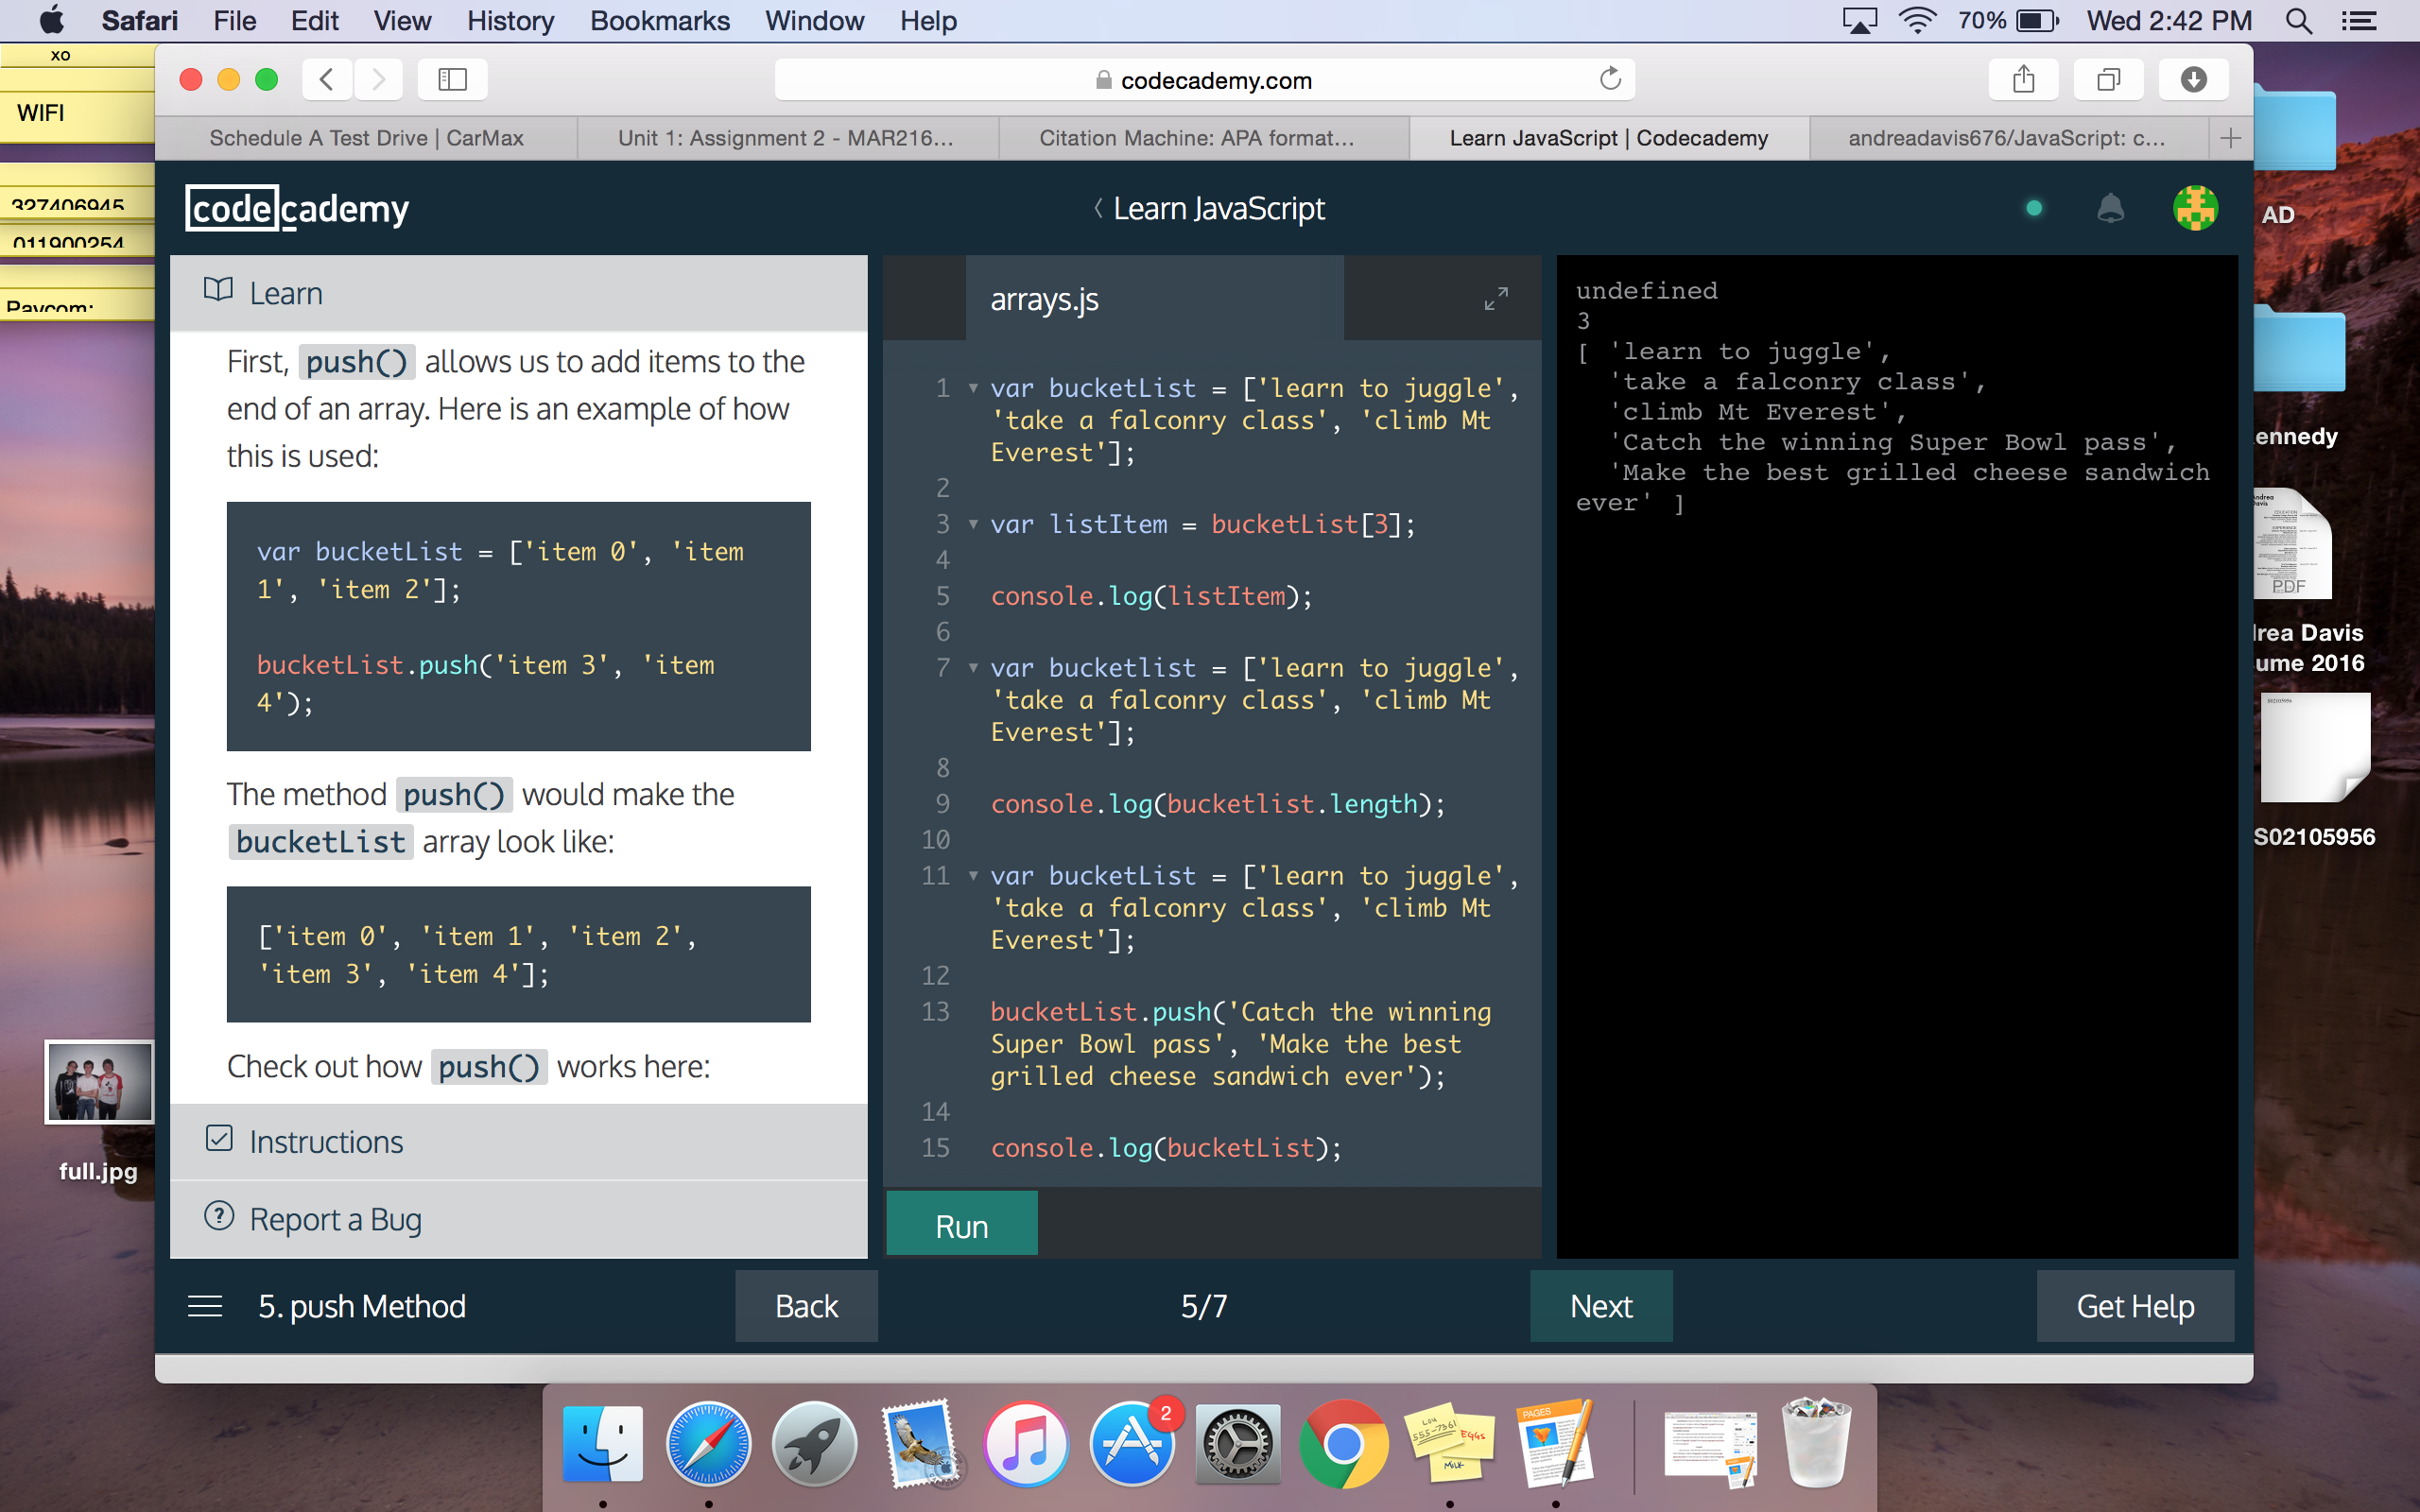 Safari File Edit View History Bookmarks Window Help 70% Wed 2:42 PM
xo
WIFI
327406945
011900254
Paycom:
codecademy.com
Schedule A Test Drive | CarMax
Unit 1: Assignment 2 - MAR216...
Citation Machine: APA format...
Learn JavaScript | Codecademy
andreadavis676/JavaScript: c...
codecademy
Learn JavaScript
Learn
First, push() allows us to add items to the
end of an array. Here is an example of how
this is used:
var bucketList = ['item 0', 'item
1', 'item 2'];
bucketList.push('item 3', 'item
4');
The method push() would make the
bucketList array look like:
['item 0', 'item 1', 'item 2',
'item 3', 'item 4'];
Check out how push() works here:
Instructions
Report a Bug
arrays.js
1 var bucketList = ['learn to juggle',
'take a falconry class', 'climb Mt
Everest'];
2
3 var listItem = bucketList[3];
4
5 console.log(listItem);
6
7 var bucketlist = ['learn to juggle',
'take a falconry class', 'climb Mt
Everest'];
8
9 console.log(bucketlist.length);
10
11 var bucketList = ['learn to juggle',
'take a falconry class', 'climb Mt
Everest'];
12
13 bucketList.push('Catch the winning
Super Bowl pass', 'Make the best
grilled cheese sandwich ever');
14
15 console.log(bucketList);
Run
undefined
3
[ 'learn to juggle',
'take a falconry class',
'climb Mt Everest',
'Catch the winning Super Bowl pass',
'Make the best grilled cheese sandwich
ever' ]
5. push Method
Back
5/7
Next
Get Help
AD
ennedy
PDF
rea Davis
ume 2016
S02105956
full.jpg
2
PAGES
EGGS
MILK